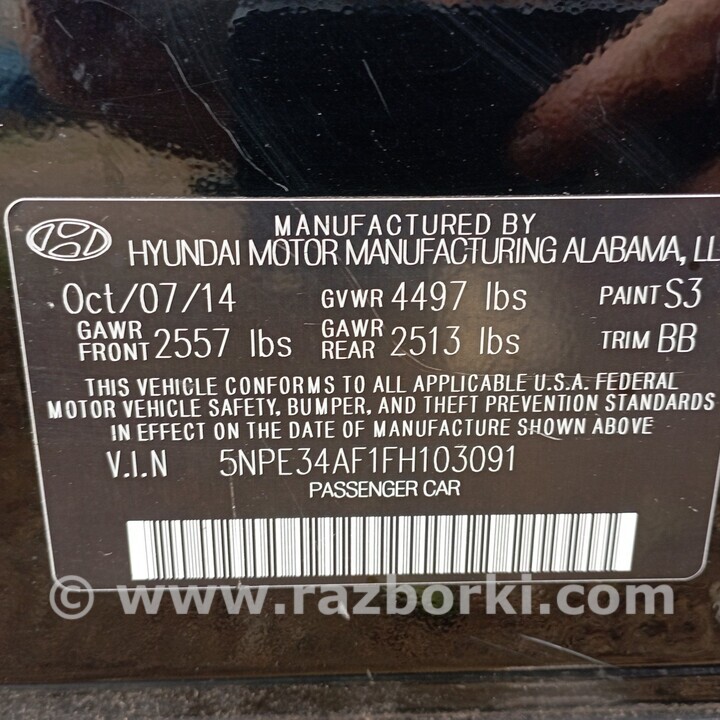 MANUFACTURED BY
HYUNDAI MOTOR MANUFACTURING ALABAMA, LL
Oct/07/14 GVWR 4497 lbs PAINT S3
GAWR FRONT 2557 lbs GAWR REAR 2513 lbs TRIM BB
THIS VEHICLE CONFORMS TO ALL APPLICABLE U.S.A. FEDERAL
MOTOR VEHICLE SAFETY, BUMPER, AND THEFT PREVENTION STANDARDS
IN EFFECT ON THE DATE OF MANUFACTURE SHOWN ABOVE
V.I.N 5NPE34AF1FH103091
PASSENGER CAR
© www.razborki.com